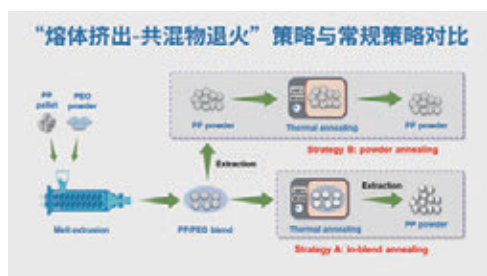 “熔体挤出-共混物退火”策略与常规策略对比
PP
pellet
PEO
powder
PP powder
Thermal annealing
PP powder
Strategy B: powder annealing
Extraction
Melt extrusion
PP/PEG blend
Thermal annealing
Extraction
PP powder
Strategy A: in-blend annealing